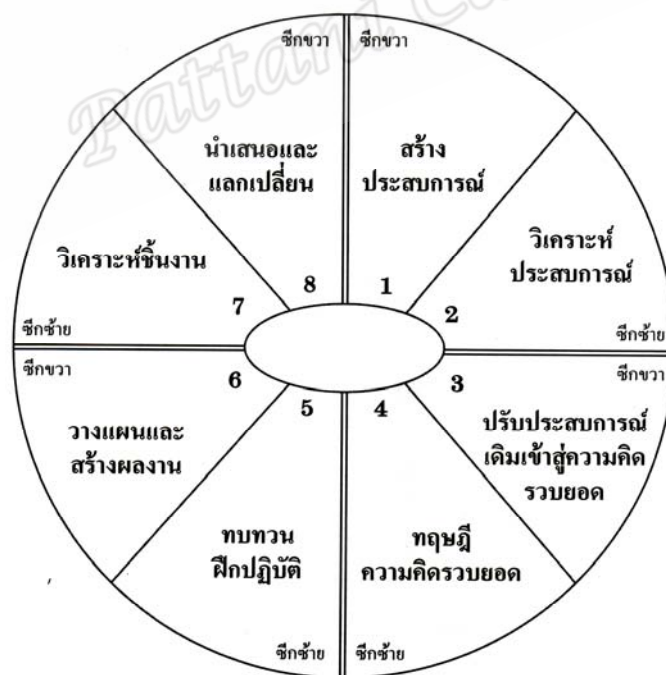 Pattani
ซีกขวา
ซีกขวา
นำเสนอและ
แลกเปลี่ยน
สร้าง
ประสบการณ์
วิเคราะห์ชิ้นงาน
วิเคราะห์
ประสบการณ์
8
1
7
2
ซีกซ้าย
ซีกซ้าย
ซีกขวา
ซีกขวา
6
3
5
4
วางแผนและ
สร้างผลงาน
ปรับประสบการณ์
เดิมเข้าสู่ความคิด
รวบยอด
ทบทวน
ฝึกปฏิบัติ
ทฤษฎี
ความคิดรวบยอด
ซีกซ้าย
ซีกซ้าย